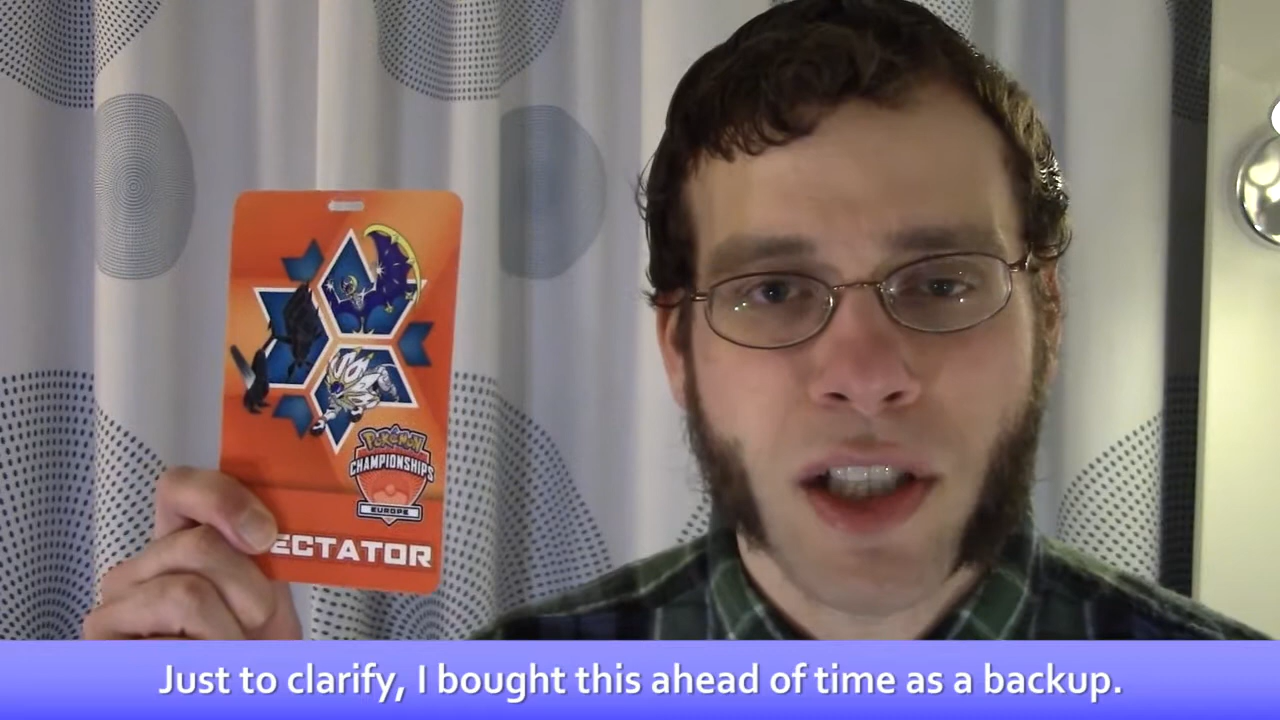 Pokémon
CHAMPIONSHIPS
EUROPE
ECTATOR
Just to clarify, I bought this ahead of time as a backup.